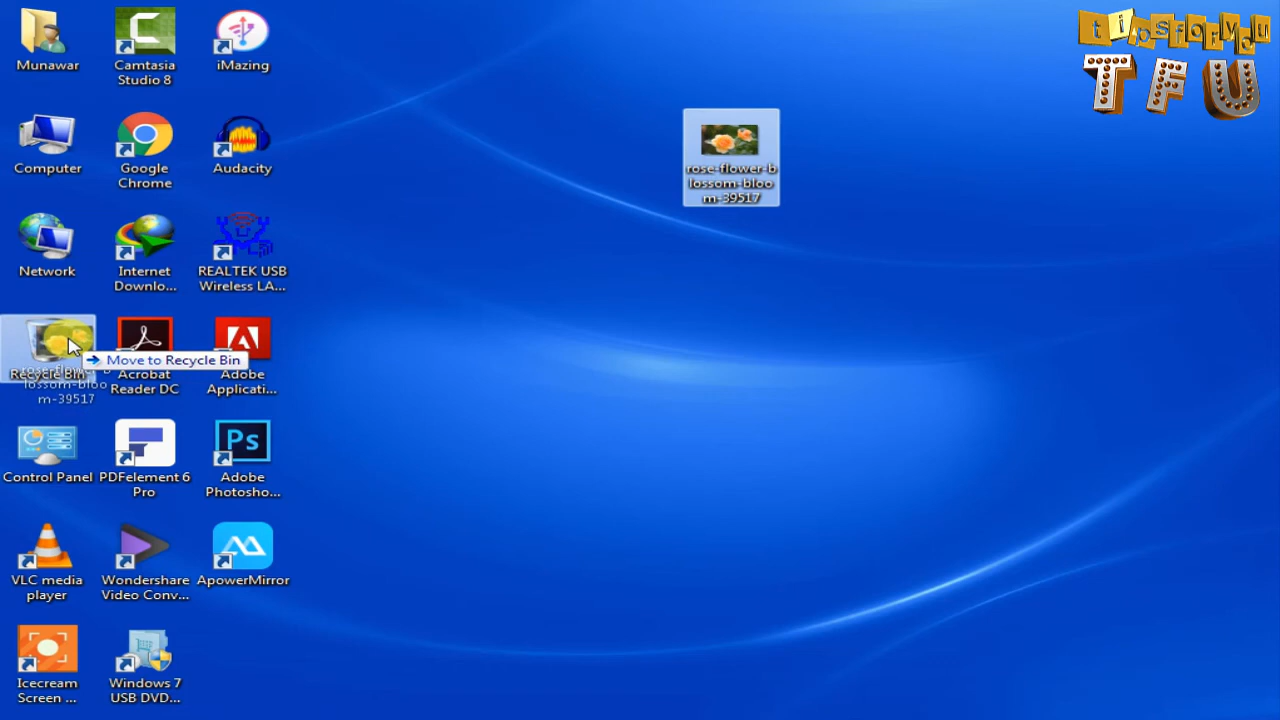 Munawar
Camtasia
Studio 8
iMazing
tipsforyou
TFU
Computer
Google
Chrome
Audacity
rose-flower-b
lossom-bloo
m-39517
Network
Internet
Downlo...
REALTEK USB
Wireless LA...
Recycle Bin
lossom-bloo
m-39517
Move to Recycle Bin
Acrobat
Reader DC
Adobe
Applicati...
Control Panel
PDFelement 6
Pro
Ps
Adobe
Photosho...
VLC media
player
Wondershare
Video Conv...
ApowerMirror
Icecream
Screen ...
Windows 7
USB DVD...